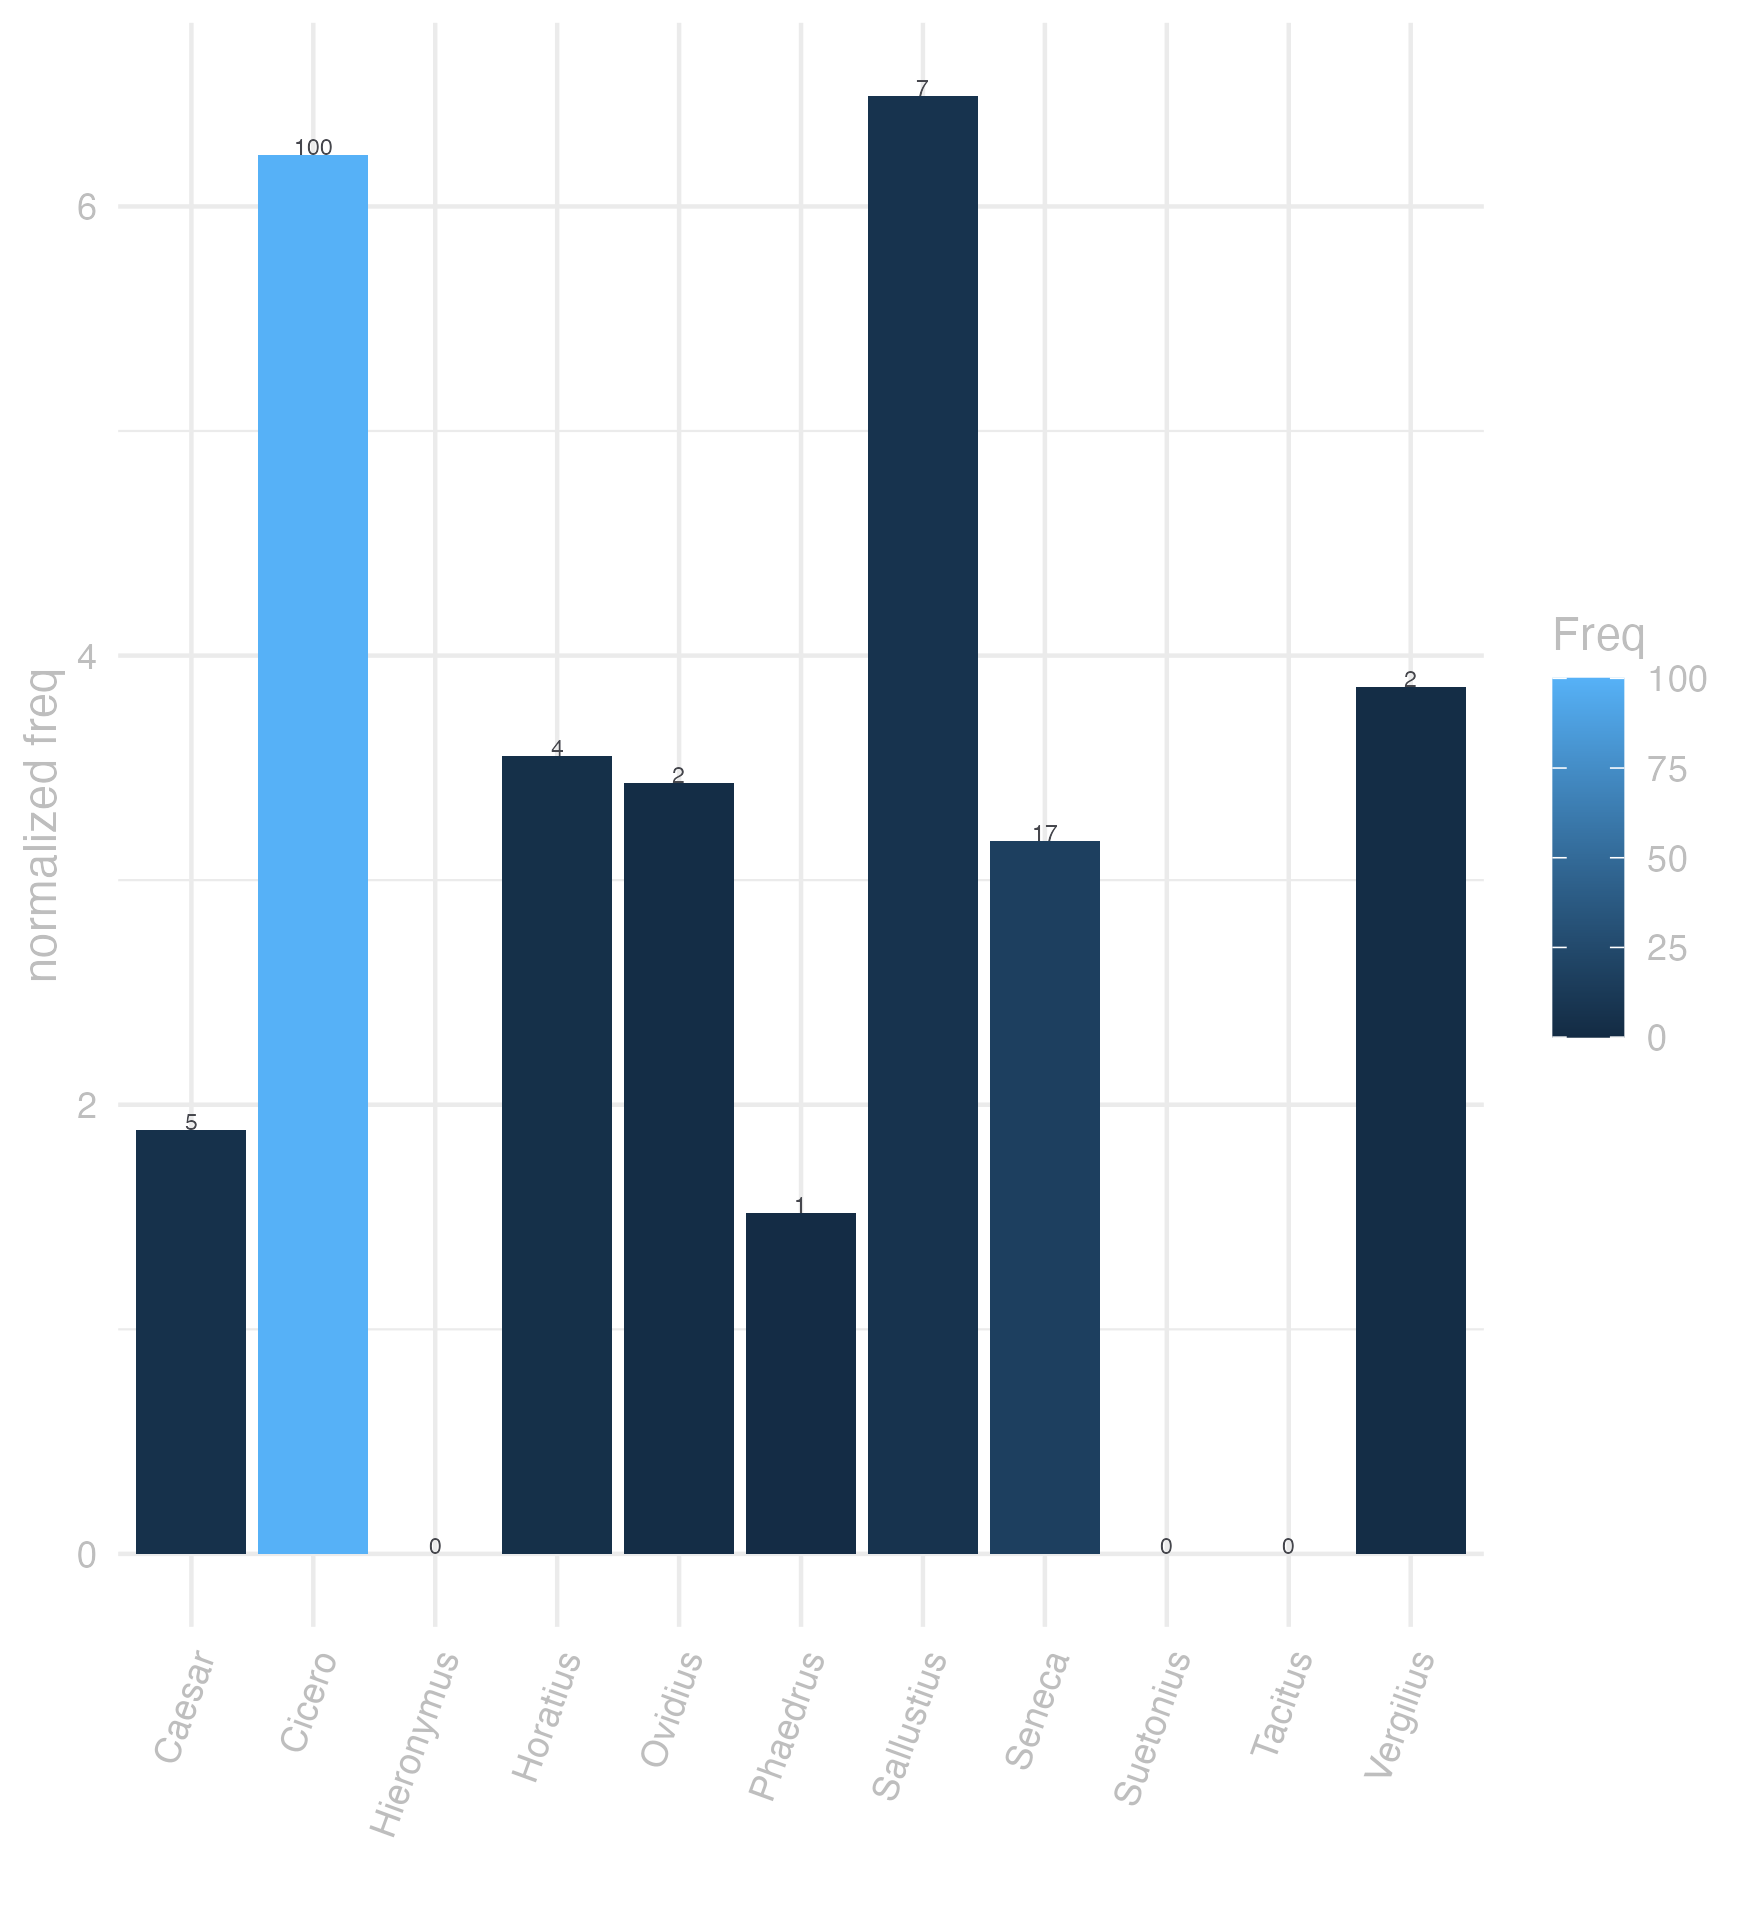 7
100
6
4
2
4
2
17
2
5
1
0
0
0
0
normalized freq
Freq
100
75
50
25
0
Caesar
Cicero
Hieronymus
Horatius
Ovidius
Phaedrus
Sallustius
Seneca
Suetonius
Tacitus
Vergilius